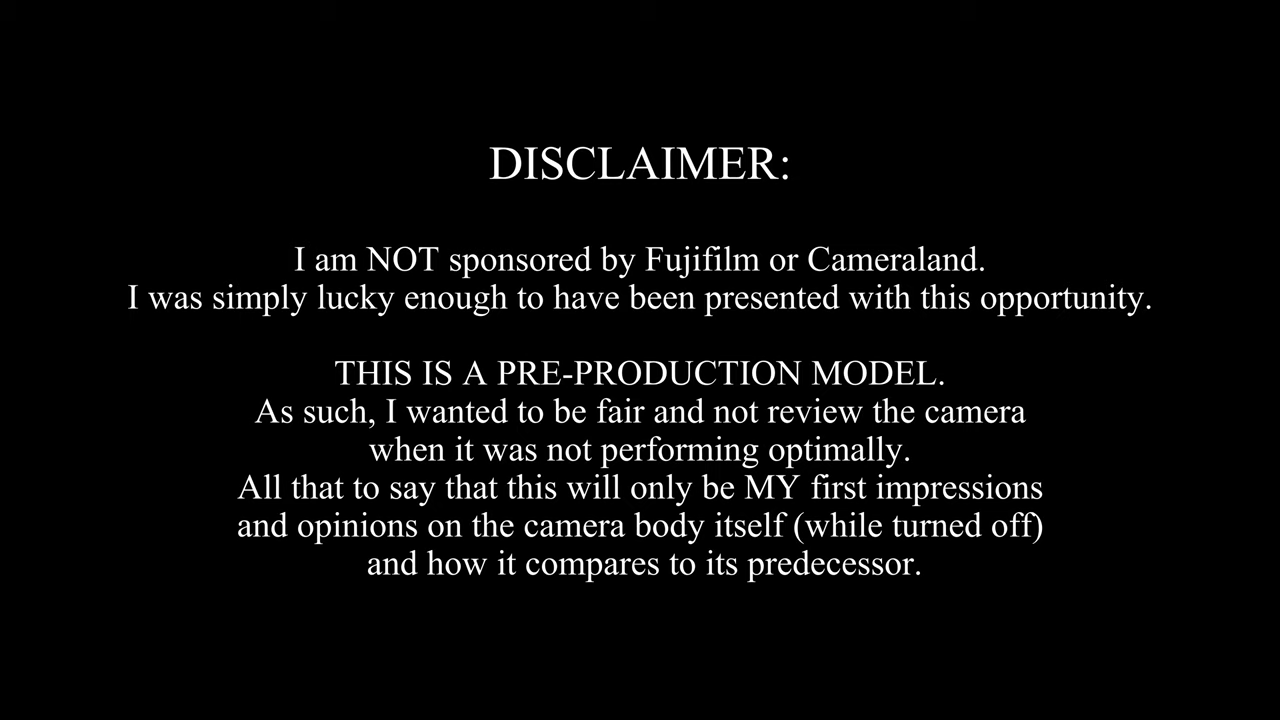 DISCLAIMER:
I am NOT sponsored by Fujifilm or Cameraland.
I was simply lucky enough to have been presented with this opportunity.
THIS IS A PRE-PRODUCTION MODEL.
As such, I wanted to be fair and not review the camera
when it was not performing optimally.
All that to say that this will only be MY first impressions
and opinions on the camera body itself (while turned off)
and how it compares to its predecessor.